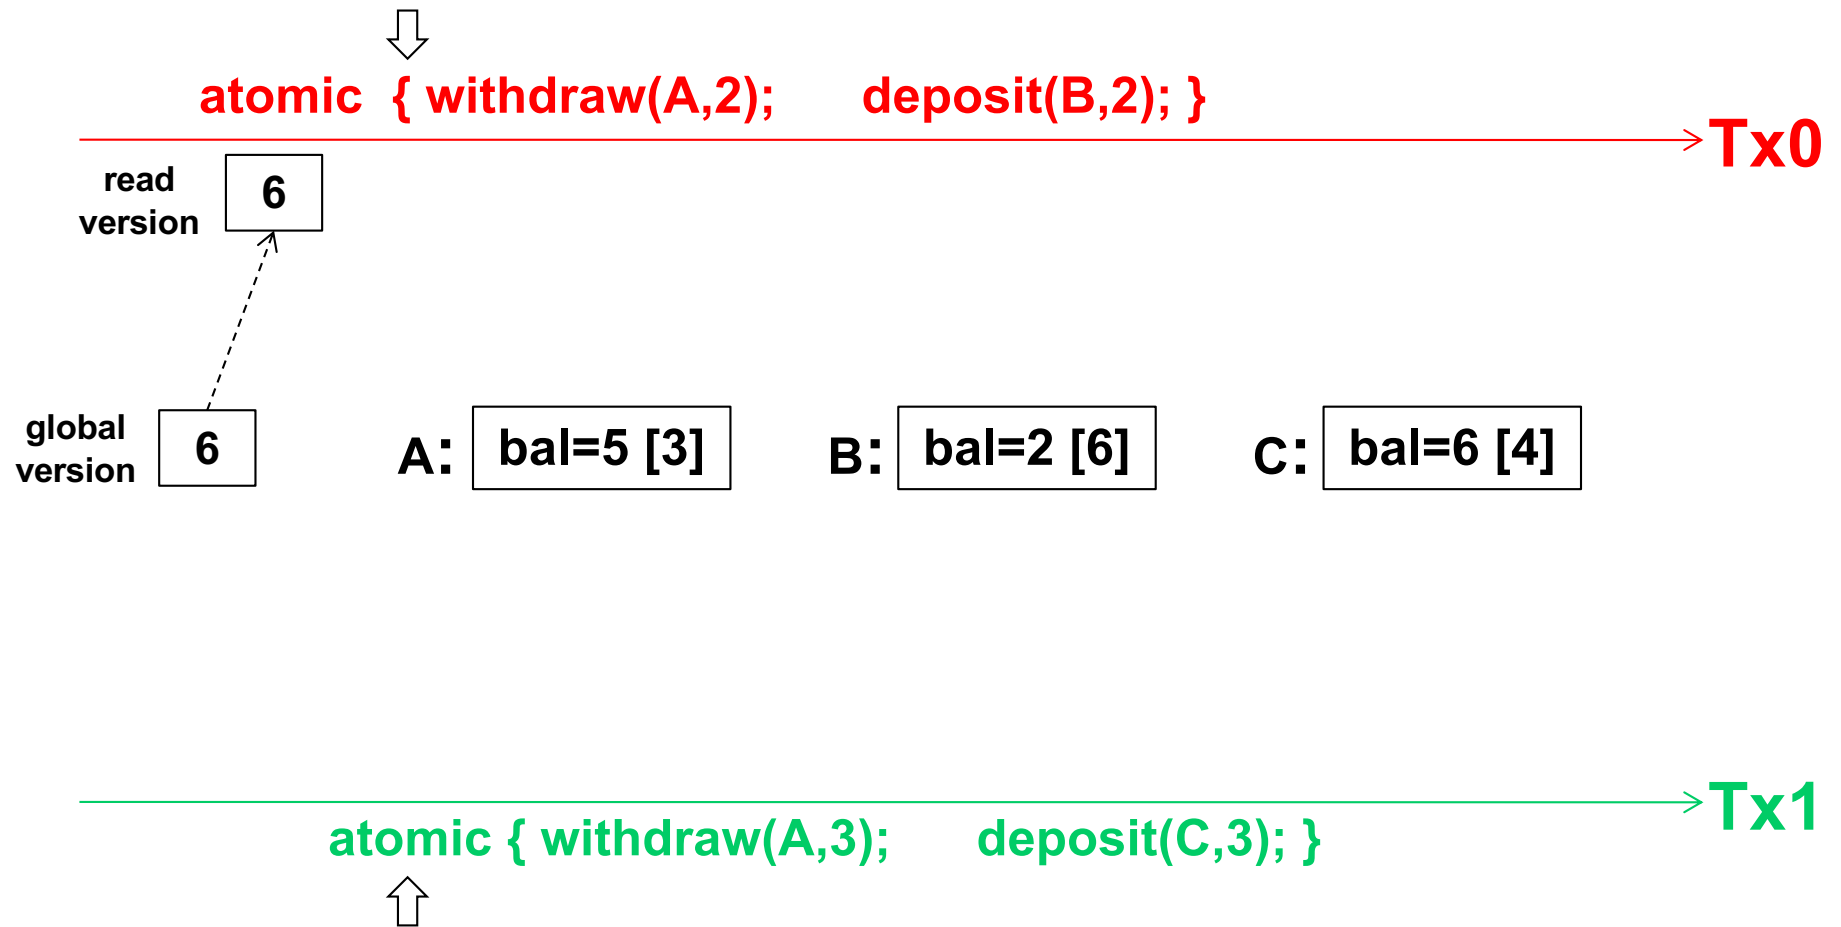 atomic { withdraw(A,2); deposit(B,2); }
Tx0
read
version
6
global
version
6
A: bal=5 [3]
B: bal=2 [6]
C: bal=6 [4]
Tx1
atomic { withdraw(A,3); deposit(C,3); }